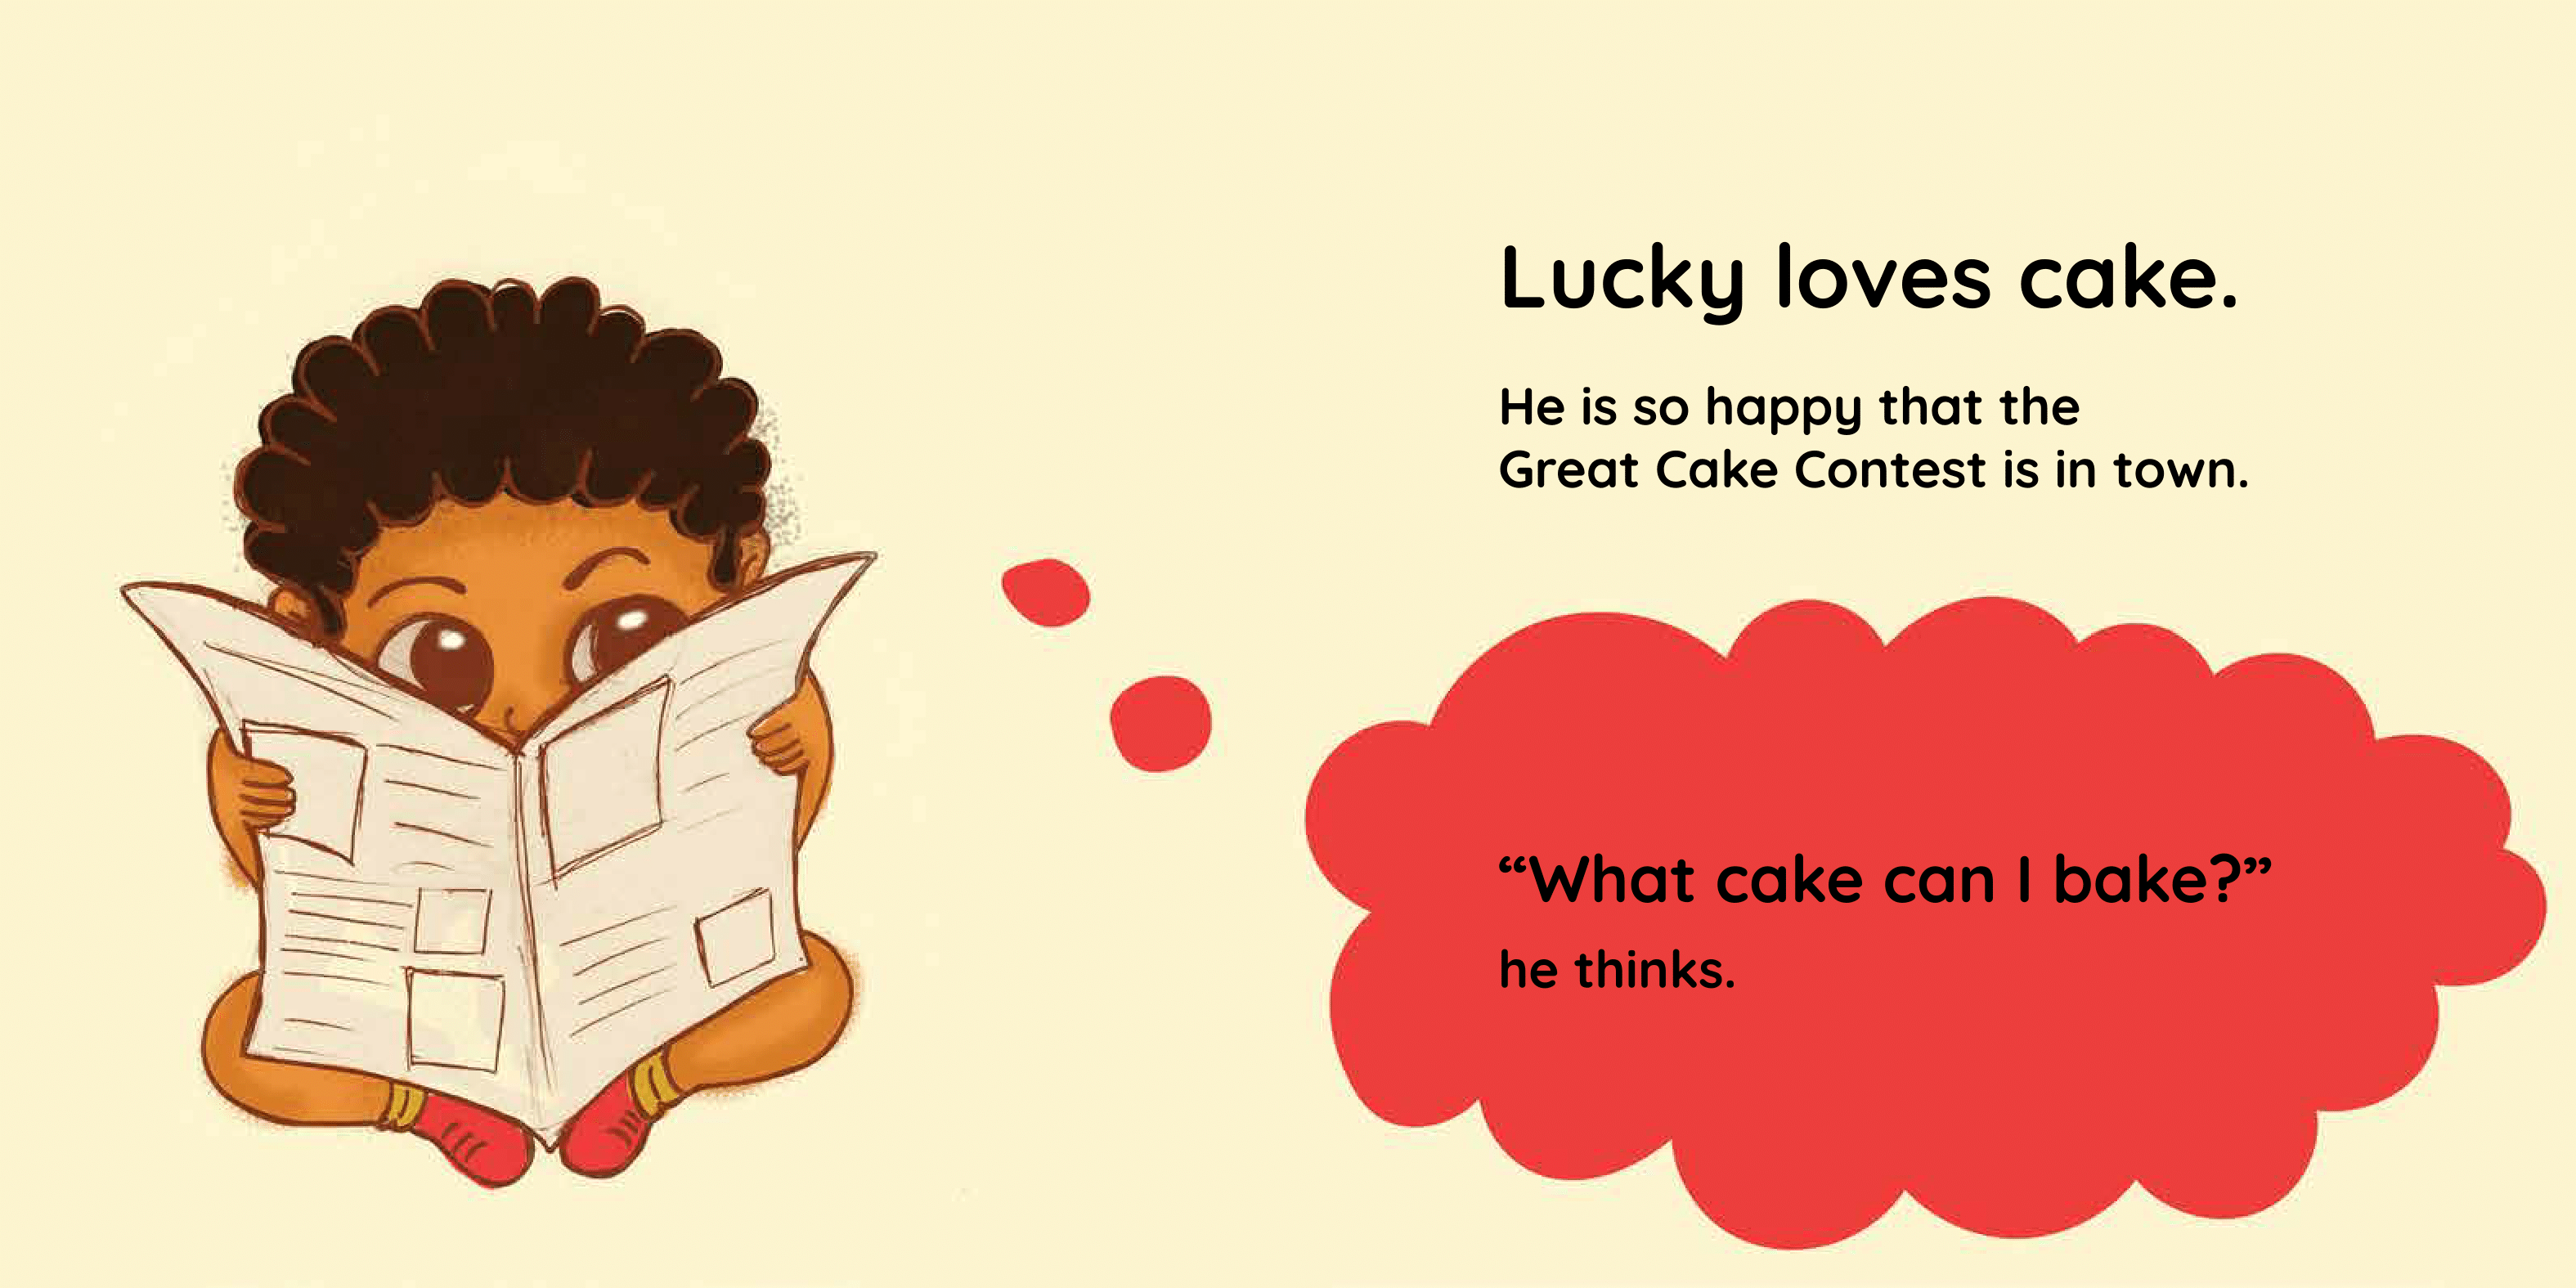 Lucky loves cake.
He is so happy that the
Great Cake Contest is in town.
“What cake can I bake?”
he thinks.